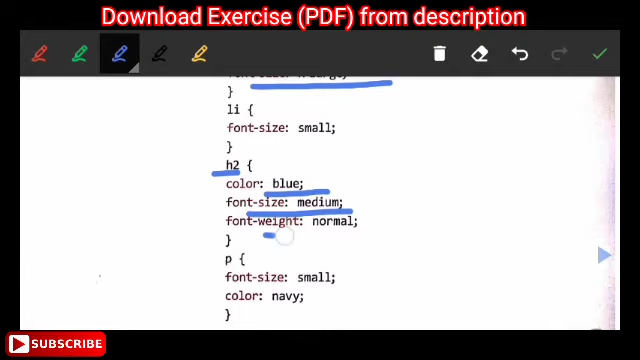 Download Exercise (PDF) from description
}
li {
font-size: small;
}
h2 {
color: blue;
font-size: medium;
font-weight: normal;
}
p {
font-size: small;
color: navy;
}
SUBSCRIBE